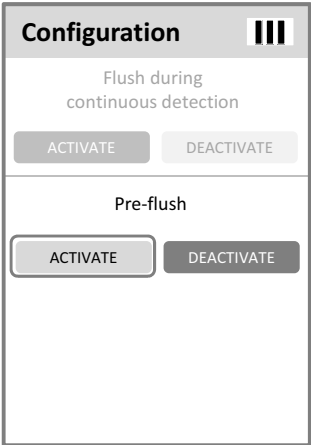 Configuration
Flush during
continuous detection
ACTIVATE DEACTIVATE
Pre-flush
ACTIVATE DEACTIVATE